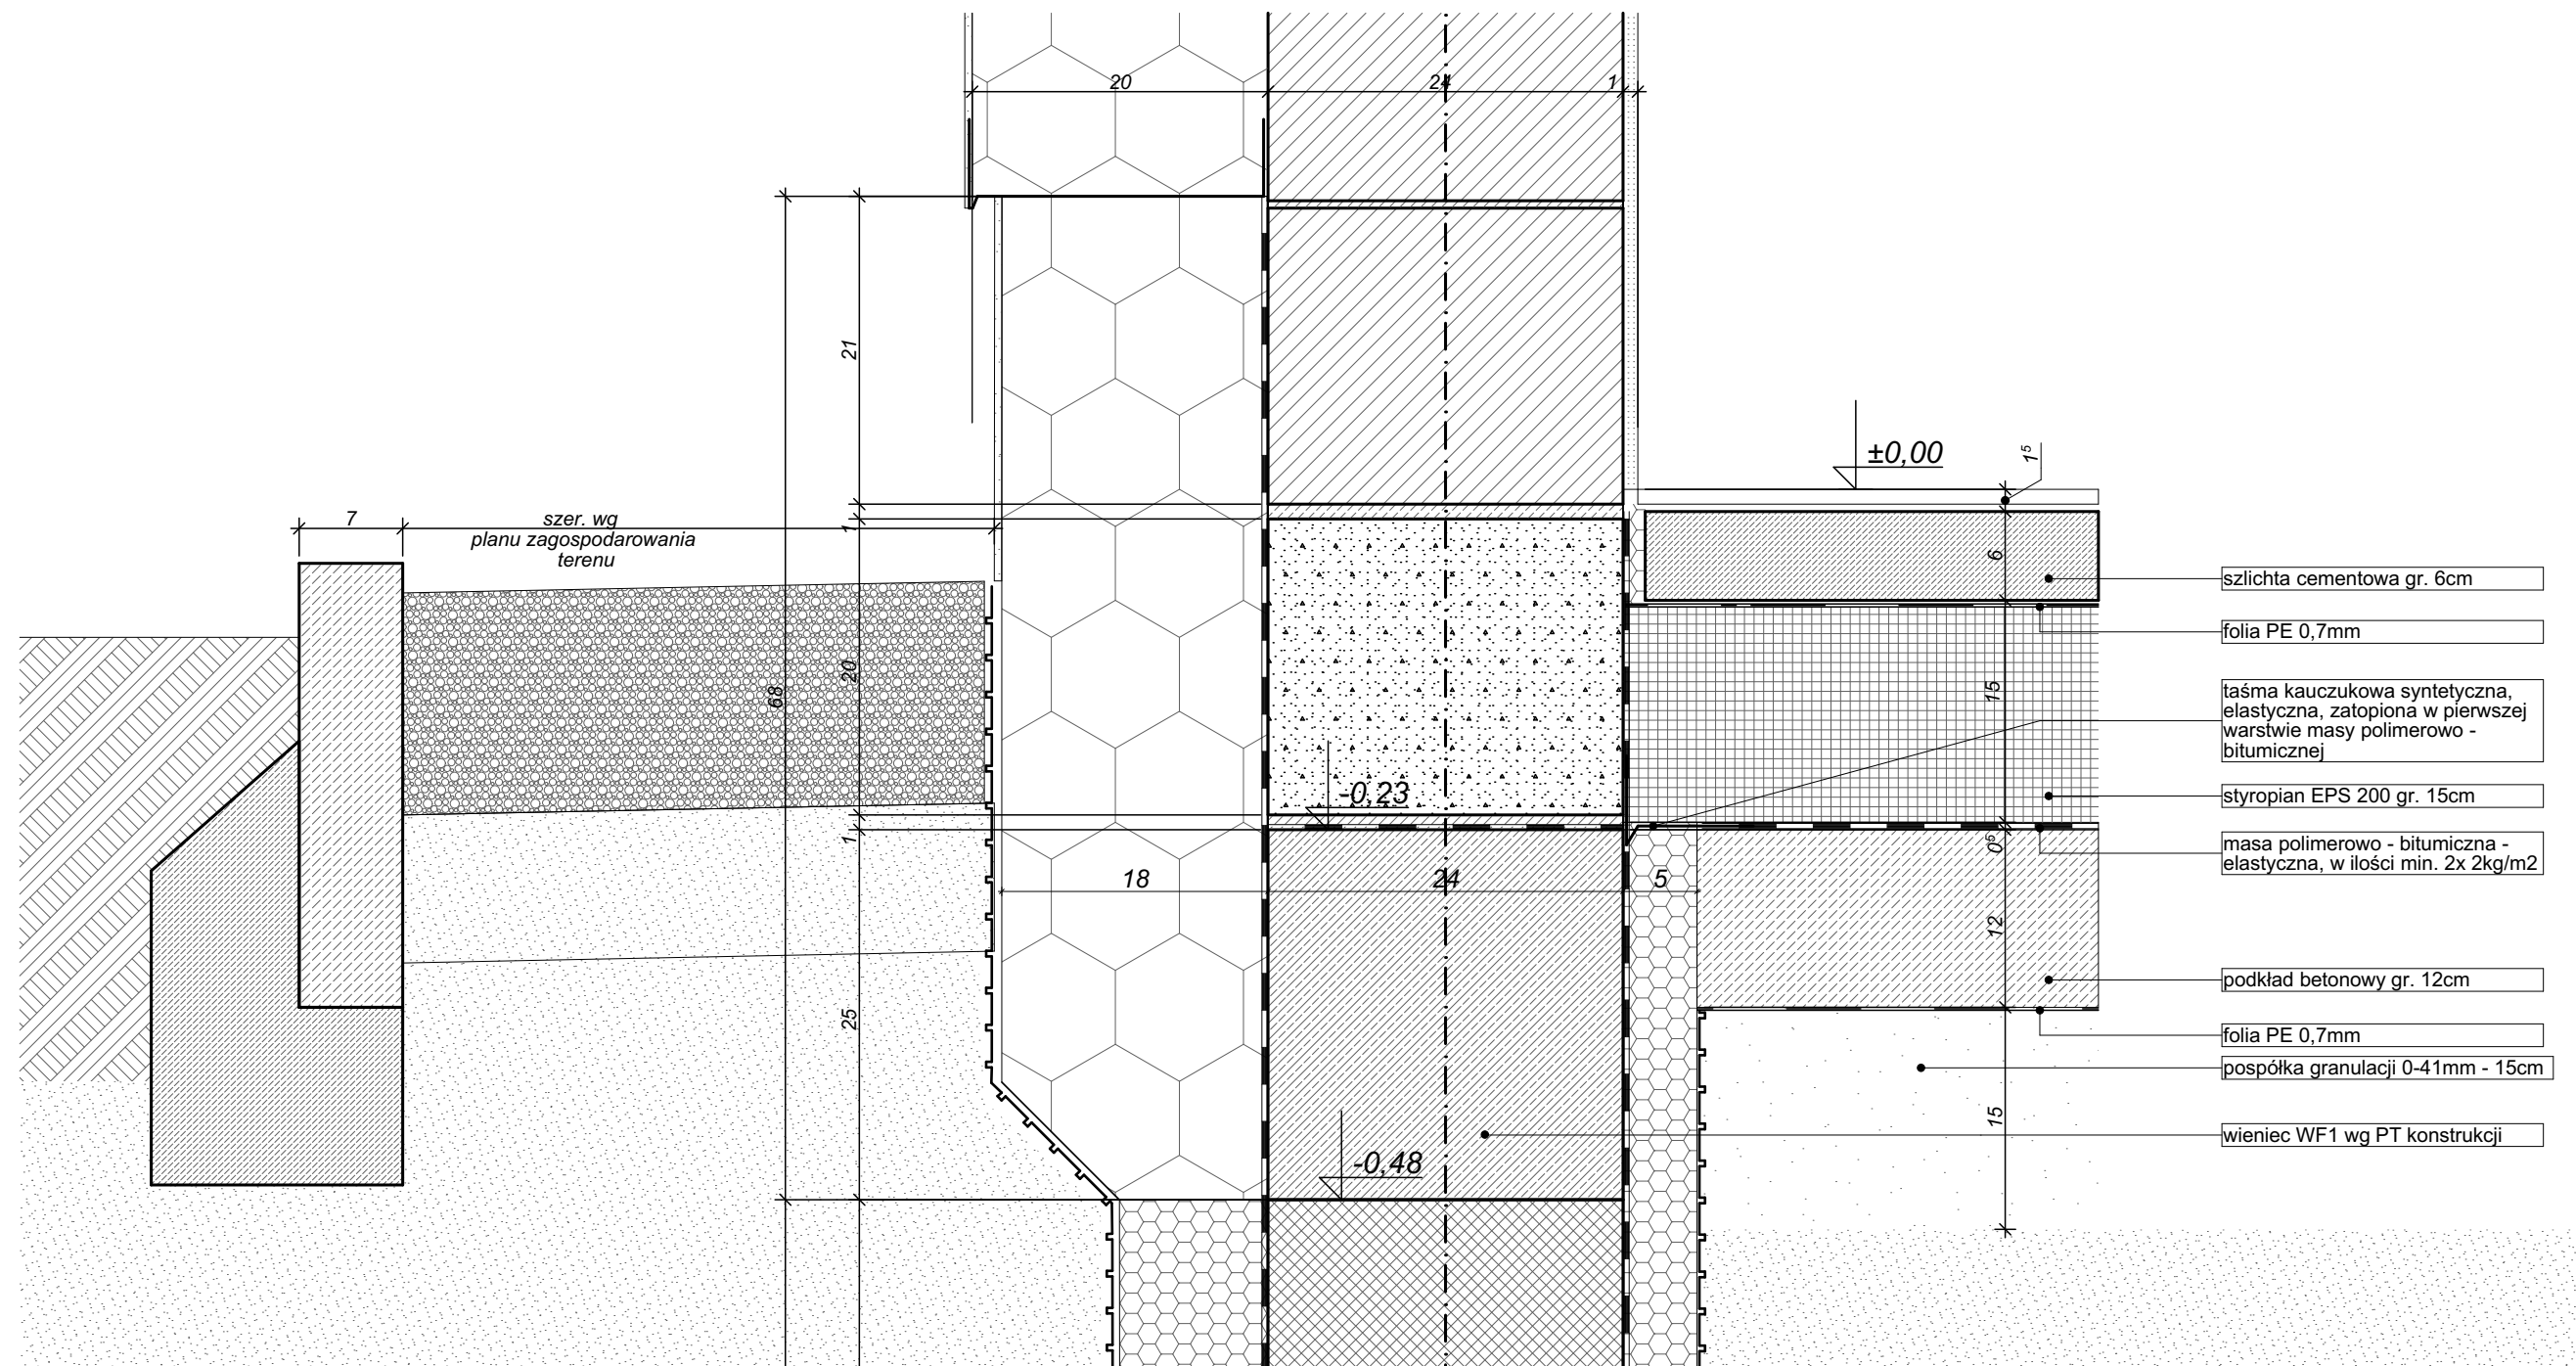 20
24
1
21
±0,00
1⁵
7
szer. wg
planu zagospodarowania
terenu
1
6
szlichta cementowa gr. 6cm
folia PE 0,7mm
68
20
15
taśma kauczukowa syntetyczna,
elastyczna, zatopiona w pierwszej
warstwie masy polimerowo -
bitumicznej
-0,23
styropian EPS 200 gr. 15cm
1
0⁵
masa polimerowo - bitumiczna -
elastyczna, w ilości min. 2x 2kg/m2
18
24
5
12
podkład betonowy gr. 12cm
25
folia PE 0,7mm
pospółka granulacji 0-41mm - 15cm
15
wieniec WF1 wg PT konstrukcji
-0,48